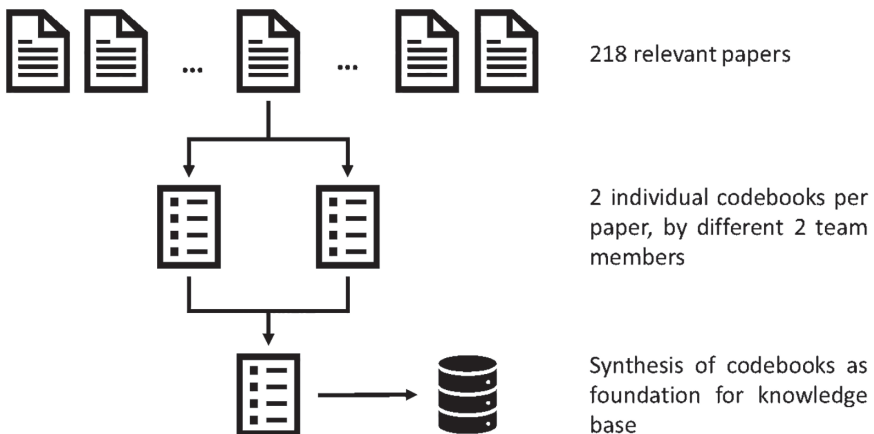 ... ...
218 relevant papers
2 individual codebooks per
paper, by different 2 team
members
Synthesis of codebooks as
foundation for knowledge
base